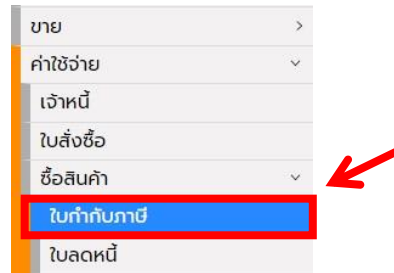 ขาย
ค่าใช้จ่าย
เจ้าหนี้
ใบสั่งซื้อ
ซื้อสินค้า
ใบกำกับภาษี
ใบลดหนี้